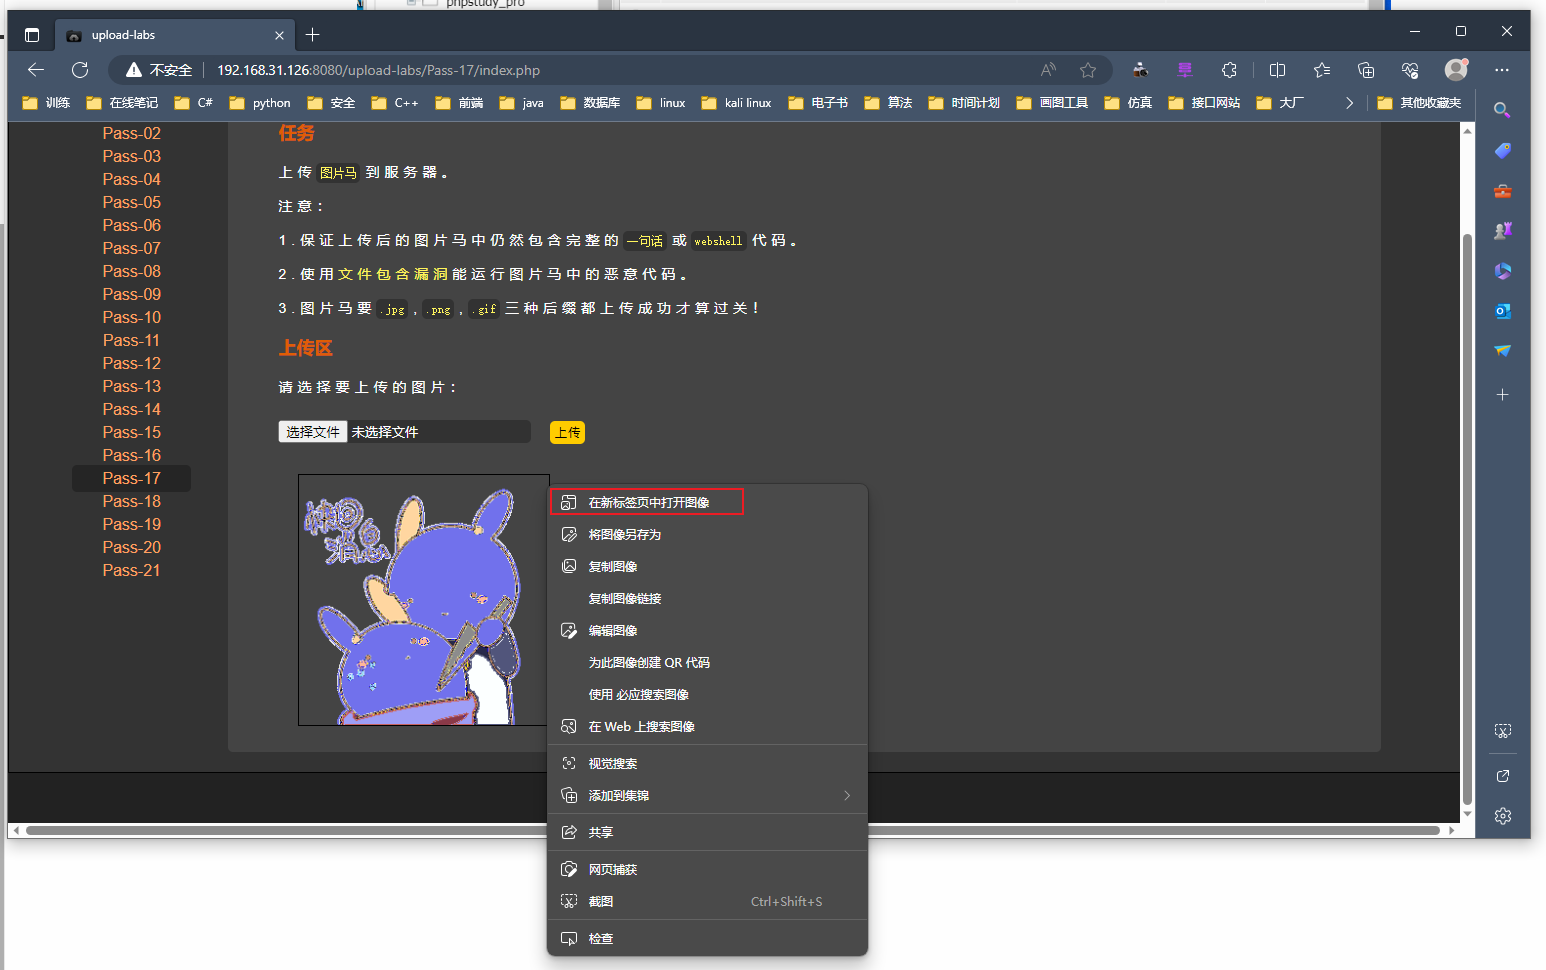 phpstudy_pro
upload-labs
不安全
192.168.31.126:8080/upload-labs/Pass-17/index.php
训练 在线笔记 C# python 安全 C++ 前端 java 数据库 linux kali linux 电子书 算法 时间计划 画图工具 仿真 接口网站 大厂 其他收藏夹
Pass-02
Pass-03
Pass-04
Pass-05
Pass-06
Pass-07
Pass-08
Pass-09
Pass-10
Pass-11
Pass-12
Pass-13
Pass-14
Pass-15
Pass-16
Pass-17
Pass-18
Pass-19
Pass-20
Pass-21
任务
上传 图片马 到服务器。
注意：
1.保证上传后的图片马中仍然包含完整的 一句话 或 webshell 代码。
2.使用文件包含漏洞能运行图片马中的恶意代码。
3.图片马要 .jpg , .png , .gif 三种后缀都上传成功才算过关！
上传区
请选择要上传的图片：
选择文件 未选择文件 上传
消息
在新标签页中打开图像
将图像另存为
复制图像
复制图像链接
编辑图像
为此图像创建 QR 代码
使用 必应搜索图像
在 Web 上搜索图像
视觉搜索
添加到集锦
共享
网页捕获
截图 Ctrl+Shift+S
检查